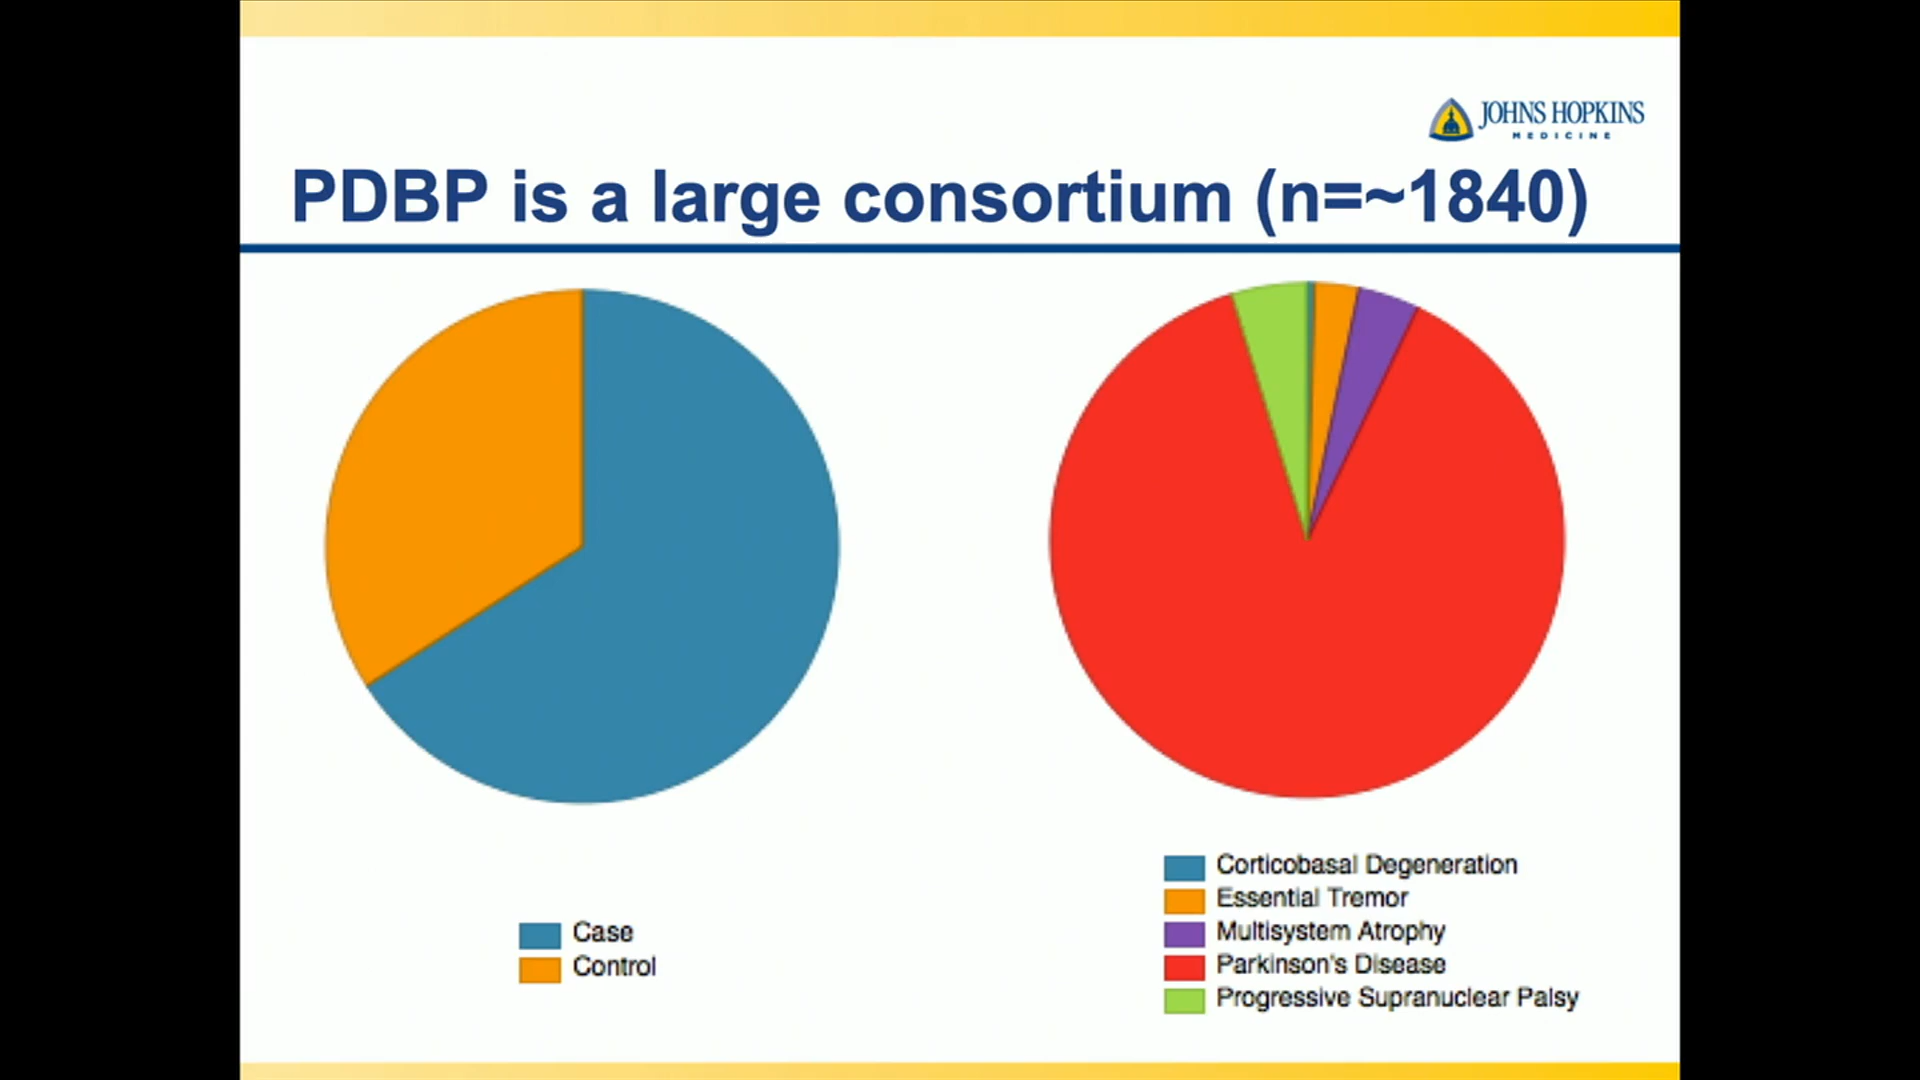 JOHNS HOPKINS
MEDICINE
PDBP is a large consortium (n=~1840)
Case
Control
Corticobasal Degeneration
Essential Tremor
Multisystem Atrophy
Parkinson's Disease
Progressive Supranuclear Palsy